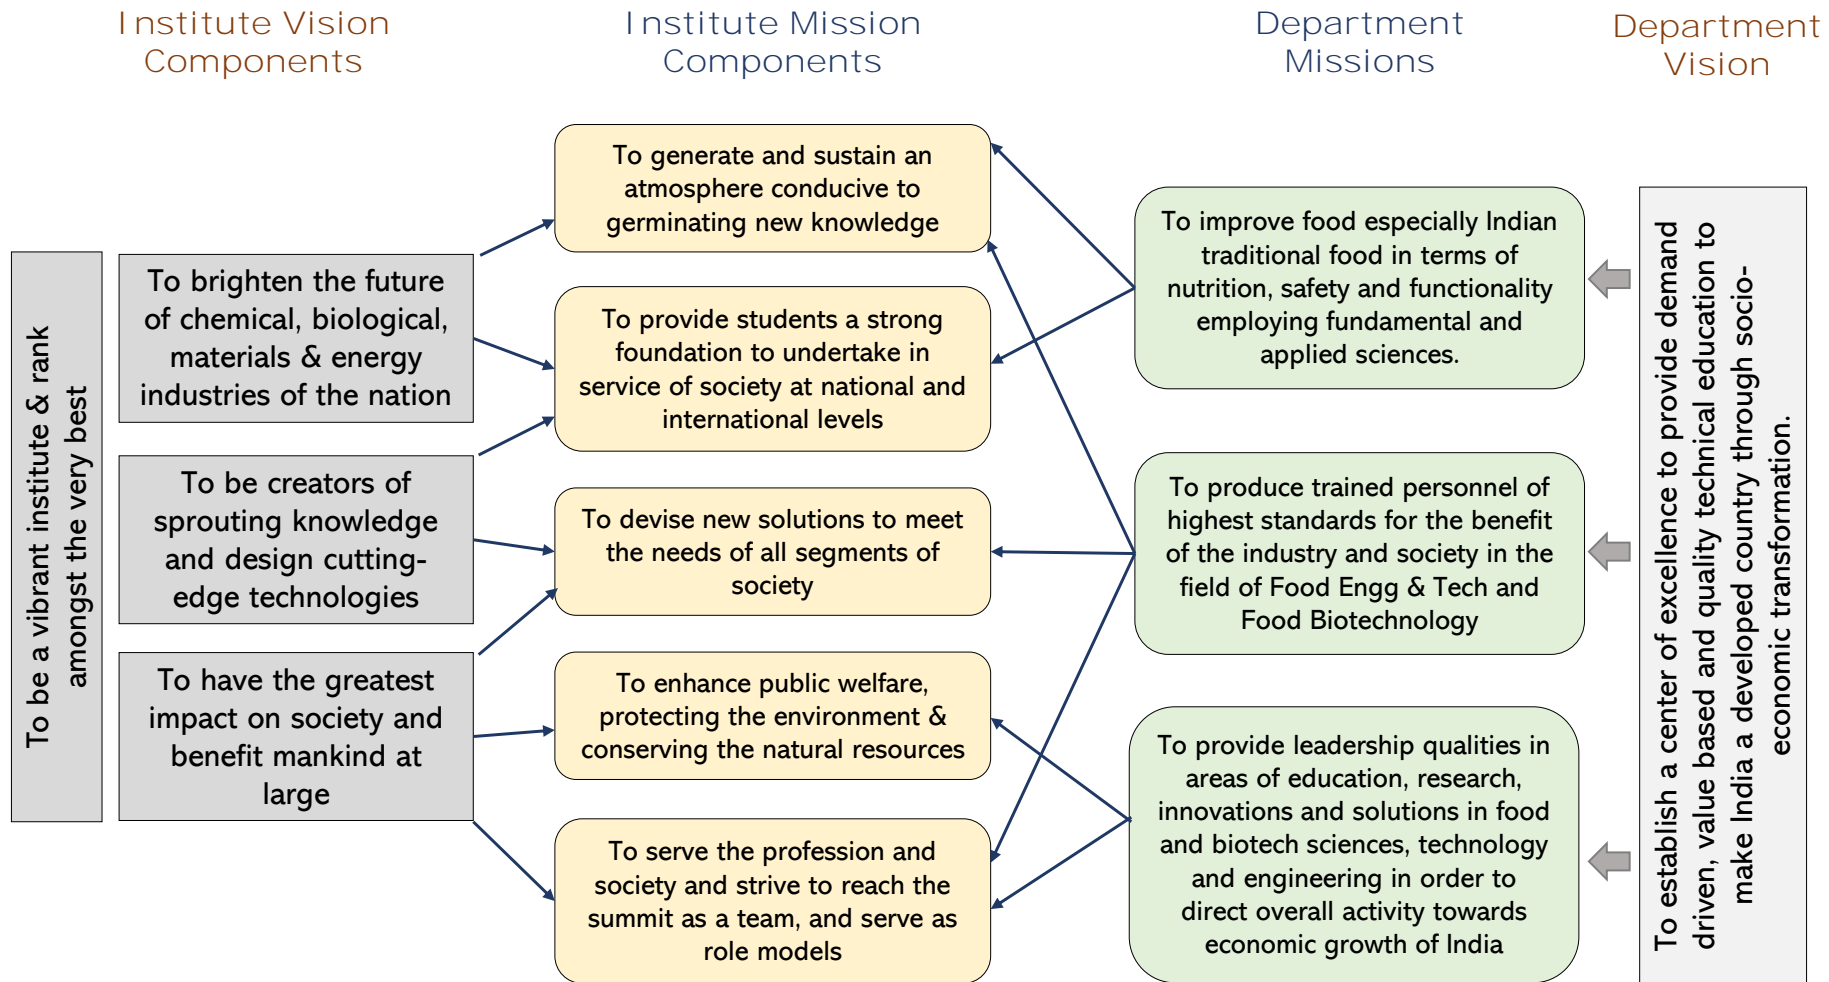 Institute Vision
Components
Institute Mission
Components
Department
Missions
Department
Vision
To be a vibrant institute & rank
amongst the very best
To brighten the future
of chemical, biological,
materials & energy
industries of the nation
To be creators of
sprouting knowledge
and design cutting-
edge technologies
To have the greatest
impact on society and
benefit mankind at
large
To generate and sustain an
atmosphere conducive to
germinating new knowledge
To provide students a strong
foundation to undertake in
service of society at national and
international levels
To devise new solutions to meet
the needs of all segments of
society
To enhance public welfare,
protecting the environment &
conserving the natural resources
To serve the profession and
society and strive to reach the
summit as a team, and serve as
role models
To improve food especially Indian
traditional food in terms of
nutrition, safety and functionality
employing fundamental and
applied sciences.
To produce trained personnel of
highest standards for the benefit
of the industry and society in the
field of Food Engg & Tech and
Food Biotechnology
To provide leadership qualities in
areas of education, research,
innovations and solutions in food
and biotech sciences, technology
and engineering in order to
direct overall activity towards
economic growth of India
To establish a center of excellence to provide demand
driven, value based and quality technical education to
make India a developed country through socio-
economic transformation.